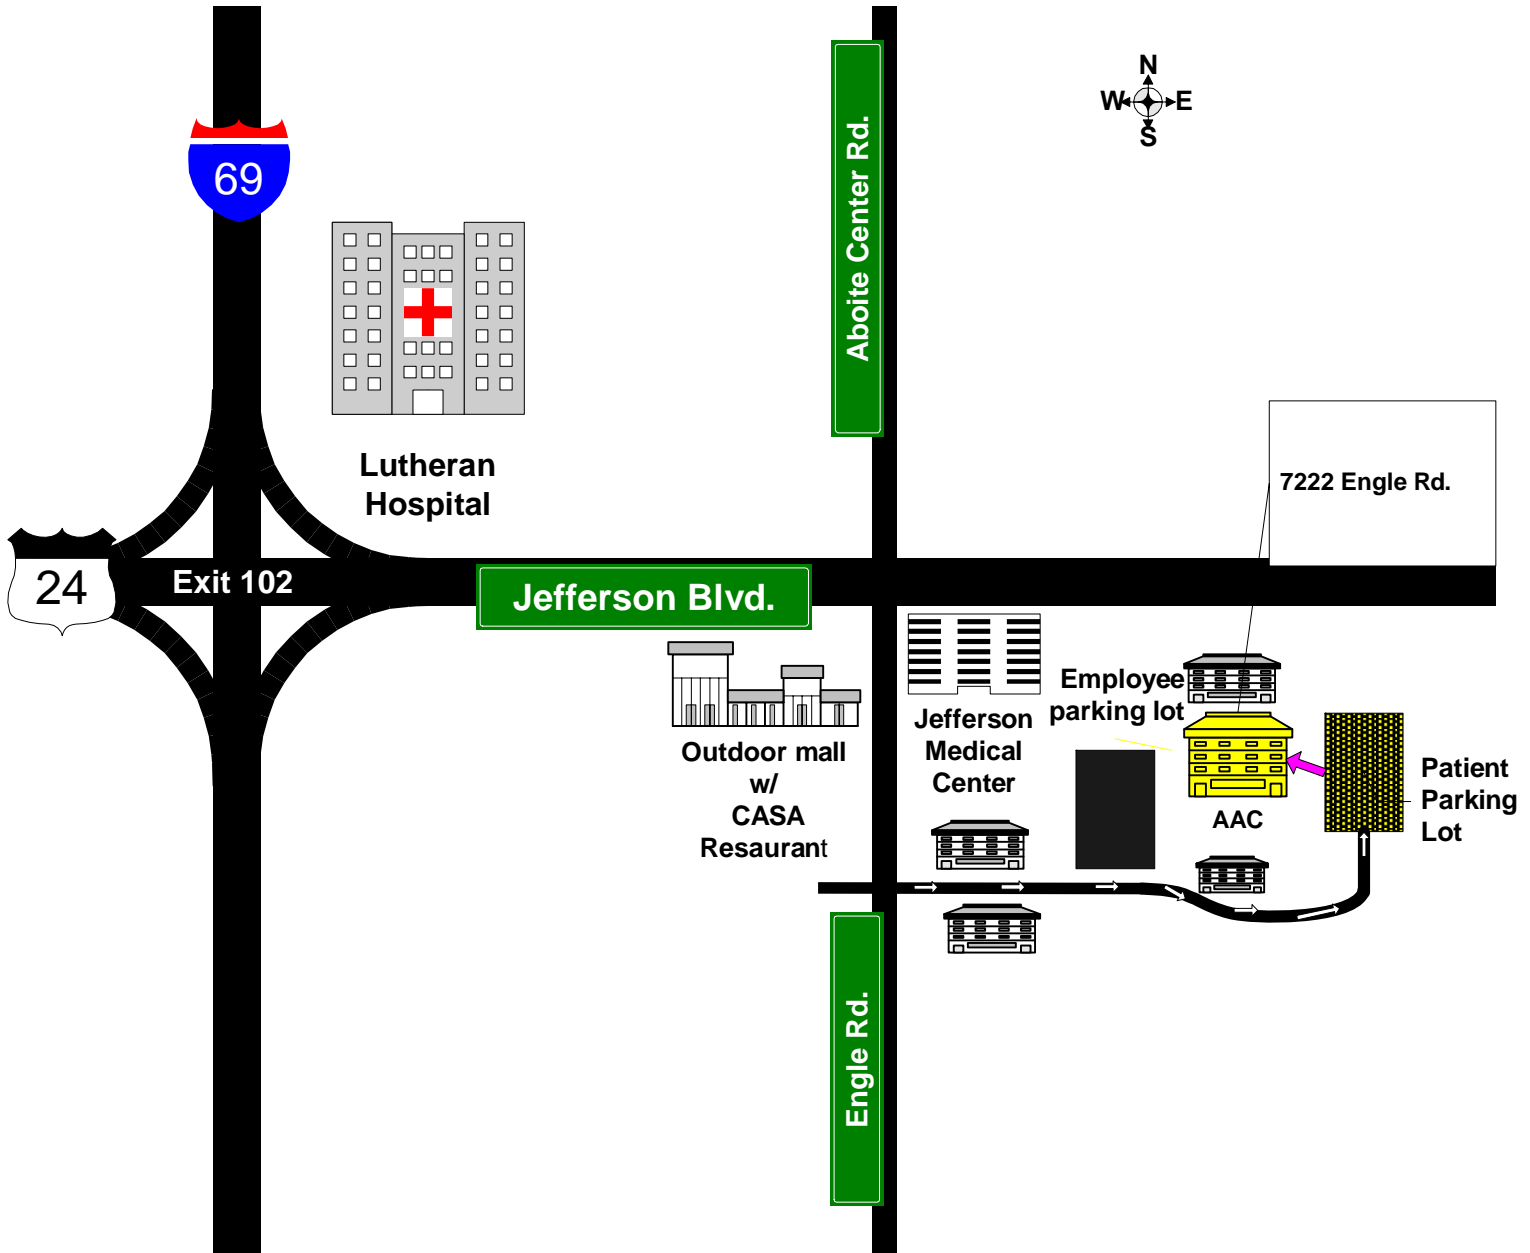 N
W E
S
69
Aboite Center Rd.
Lutheran
Hospital
7222 Engle Rd.
24
Exit 102
Jefferson Blvd.
Employee
parking lot
Jefferson
Medical
Center
Outdoor mall
w/
CASA
Resaurant
AAC
Patient
Parking
Lot
Engle Rd.